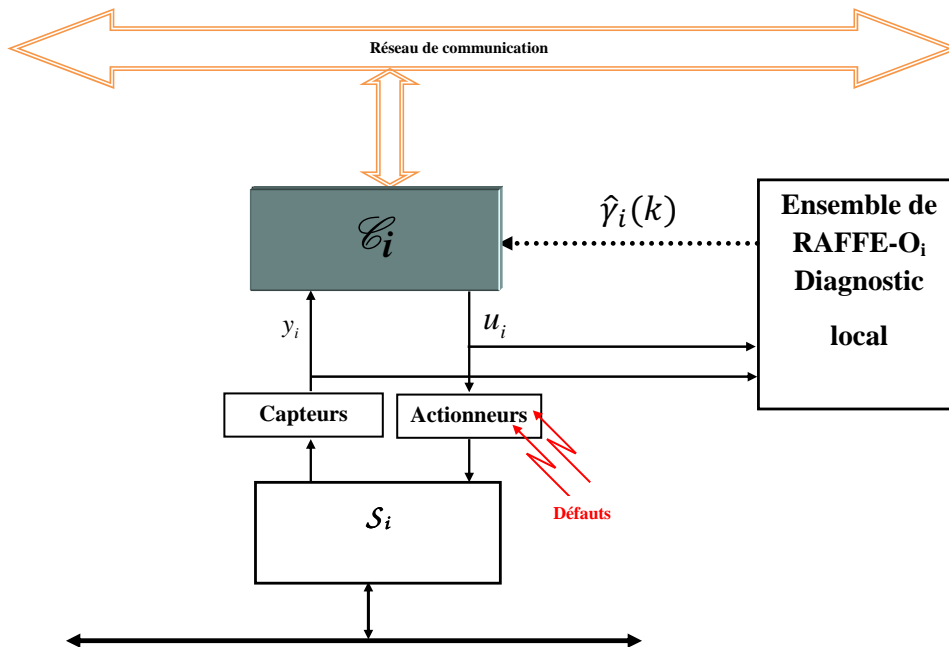 Réseau de communication
𝒞i
γ̂i(k)
Ensemble de
RAFFE-Oi
Diagnostic
local
yi
ui
Capteurs
Actionneurs
Si
Défauts